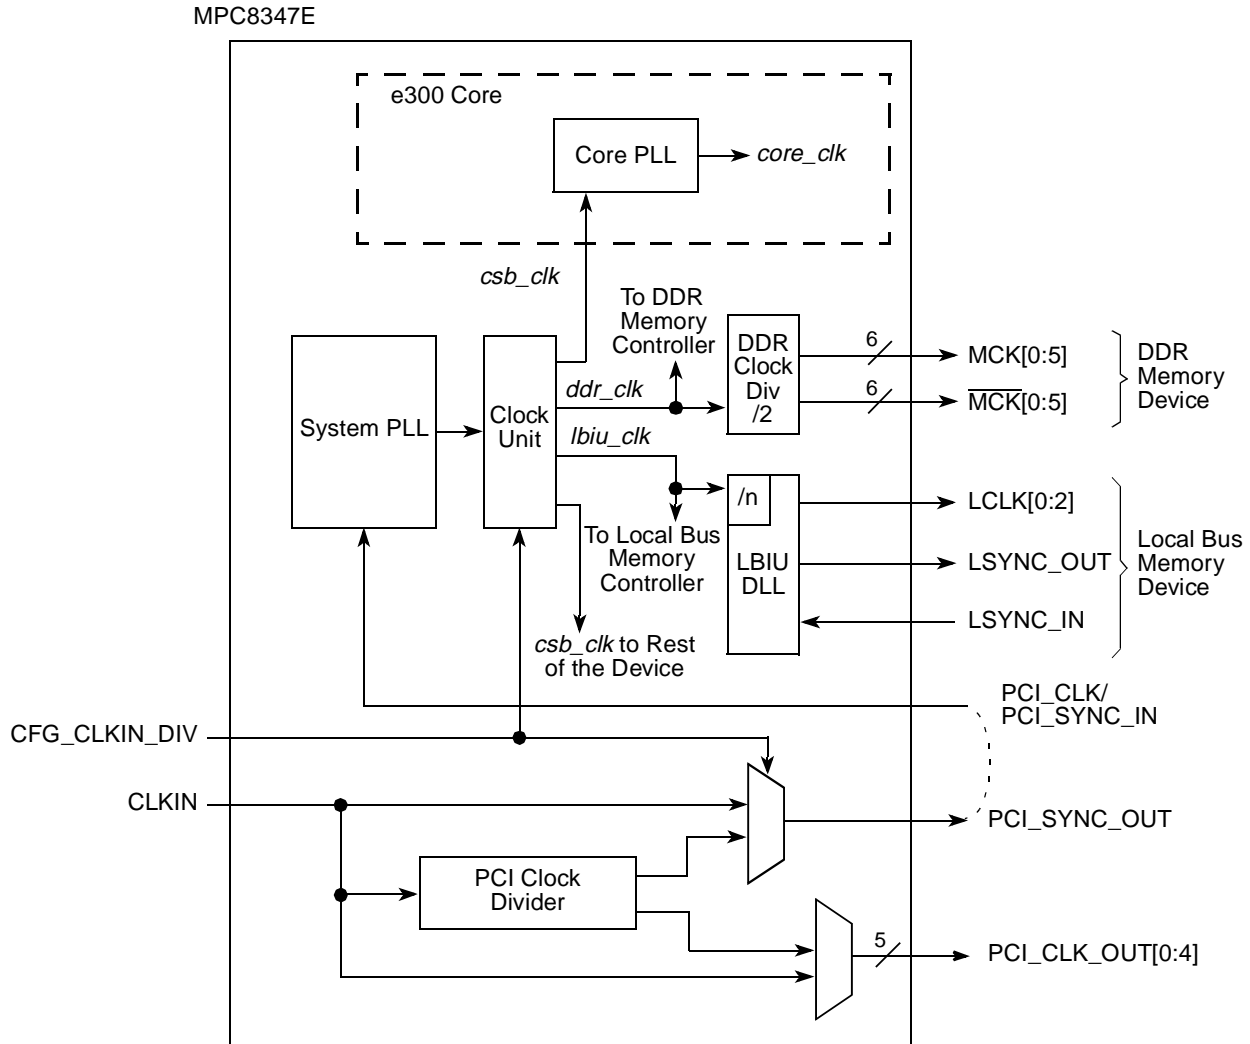 MPC8347E
e300 Core
Core PLL
core_clk
csb_clk
To DDR
Memory
Controller
DDR
Clock
Div
/2
6
MCK[0:5]
6
M̅C̅K̅[0:5]
DDR
Memory
Device
System PLL
Clock
Unit
ddr_clk
lbiu_clk
/n
LBIU
DLL
LCLK[0:2]
LSYNC_OUT
LSYNC_IN
Local Bus
Memory
Device
To Local Bus
Memory
Controller
csb_clk to Rest
of the Device
PCI_CLK/
PCI_SYNC_IN
CFG_CLKIN_DIV
CLKIN
PCI_SYNC_OUT
PCI Clock
Divider
5
PCI_CLK_OUT[0:4]